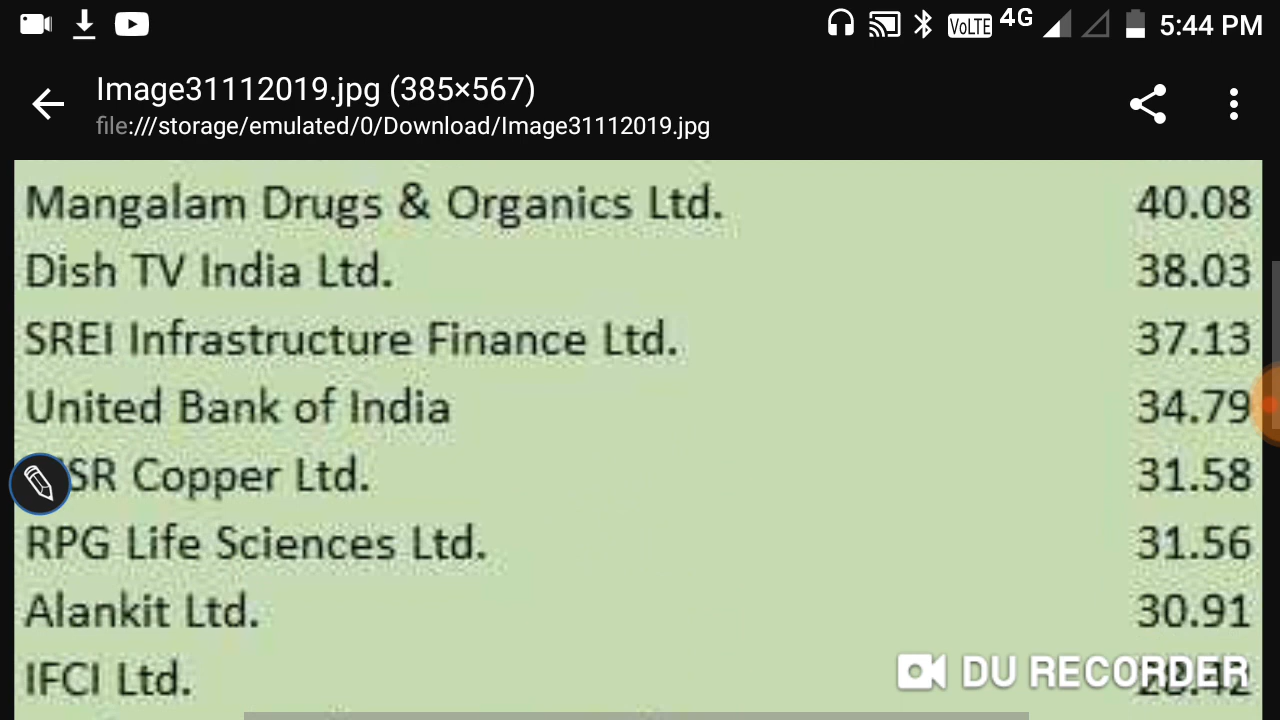 VoLTE 4G 5:44 PM
Image31112019.jpg (385×567)
file:///storage/emulated/0/Download/Image31112019.jpg
Mangalam Drugs & Organics Ltd. 40.08
Dish TV India Ltd. 38.03
SREI Infrastructure Finance Ltd. 37.13
United Bank of India 34.79
Copper Ltd. 31.58
RPG Life Sciences Ltd. 31.56
Alankit Ltd. 30.91
IFCI Ltd.
DU RECORDER